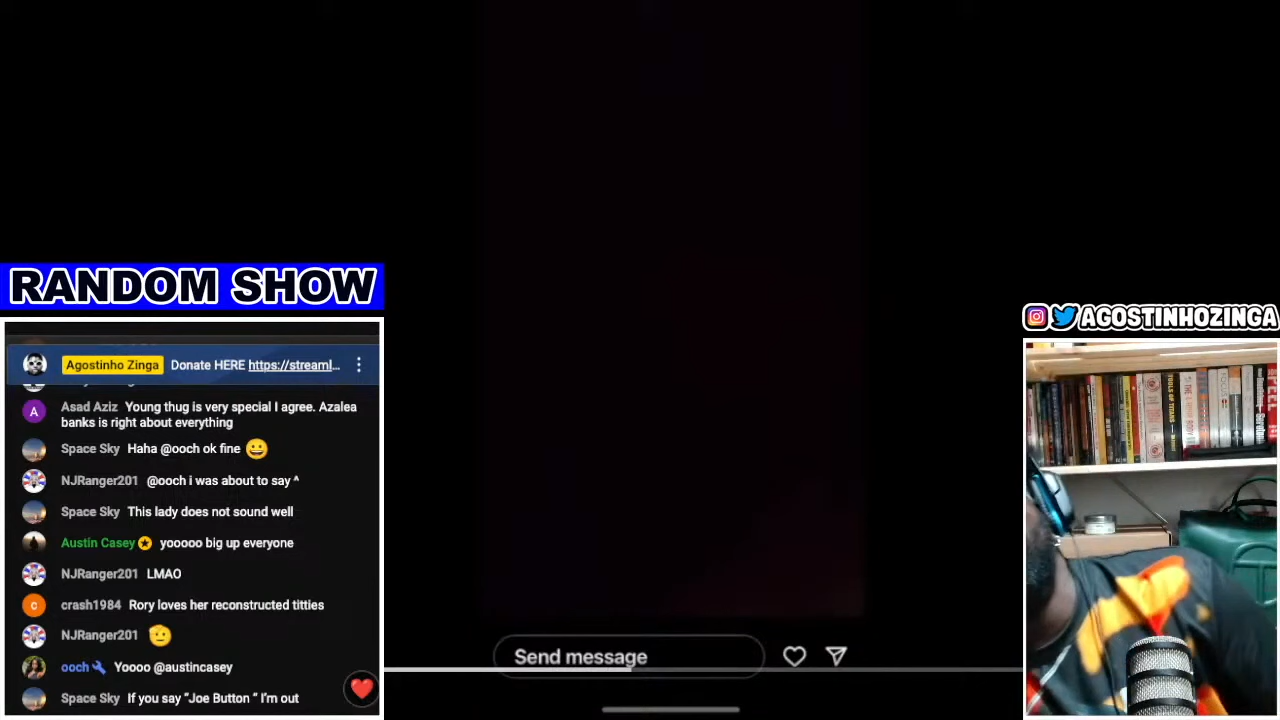 RANDOM SHOW
Agostinho Zinga Donate HERE https://streaml...
Asad Aziz Young thug is very special I agree. Azalea
banks is right about everything
Space Sky Haha @ooch ok fine 😀
NJRanger201 @ooch i was about to say ^
Space Sky This lady does not sound well
Austin Casey yooooo big up everyone
NJRanger201 LMAO
crash1984 Rory loves her reconstructed titties
NJRanger201 🫡
ooch Yoooo @austincasey
Space Sky If you say “Joe Button “ I’m out
Send message
AGOSTINHOZINGA